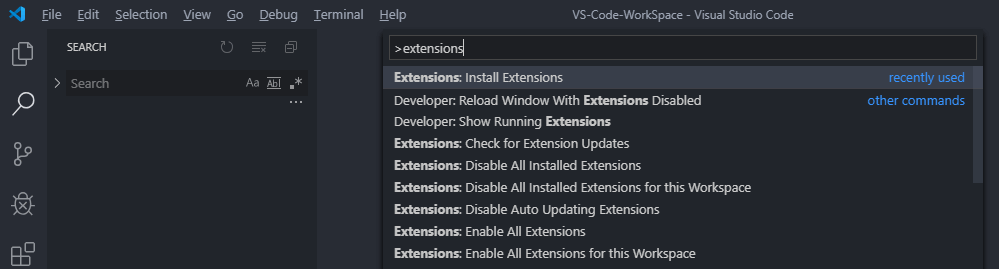 File Edit View Go Debug Terminal Help VS-Code-WorkSpace - Visual Studio Code
SEARCH
Search Aa Abl .*
...
>extensions
Extensions: Install Extensions recently used
Developer: Reload Window With Extensions Disabled other commands
Developer: Show Running Extensions
Extensions: Check for Extension Updates
Extensions: Disable All Installed Extensions
Extensions: Disable All Installed Extensions for this Workspace
Extensions: Disable Auto Updating Extensions
Extensions: Enable All Extensions
Extensions: Enable All Extensions for this Workspace